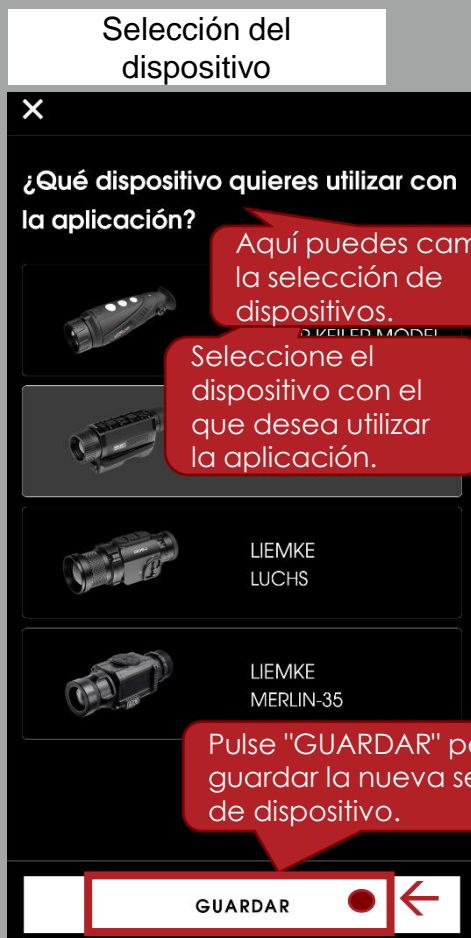 Selección del
dispositivo
¿Qué dispositivo quieres utilizar con
la aplicación?
Aquí puedes
la selección de
dispositivos.
KEILER MODEL
Seleccione el
dispositivo con el
que desea utilizar
la aplicación.
LIEMKE
LUCHS
LIEMKE
MERLIN-35
Pulse "GUARDAR"
guardar la nueva
de dispositivo.
GUARDAR